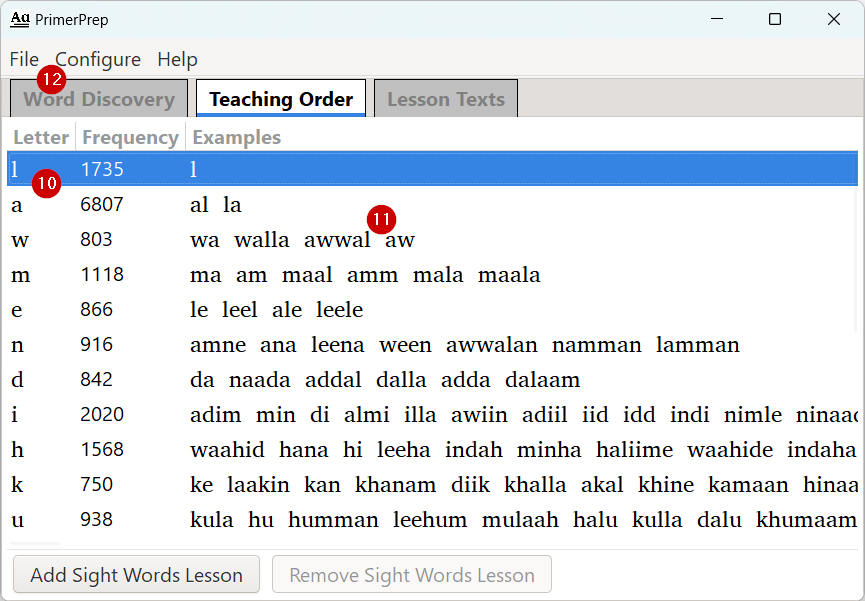 Aa PrimerPrep
File Configure Help
12
Word Discovery Teaching Order Lesson Texts
Letter Frequency Examples
l 1735 l
10
a 6807 al la
11
w 803 wa walla awwal aw
m 1118 ma am maal amm mala maala
e 866 le leel ale leele
n 916 amne ana leena ween awwalan namman lamman
d 842 da naada addal dalla adda dalaam
i 2020 adim min di almi illa awiin adiil iid idd indi nimle ninaad
h 1568 waahid hana hi leeha indah minha haliime waahide indaha
k 750 ke laakin kan khanam diik khalla akal khine kamaan hinaa
u 938 kula hu humman leehum mulaah halu kulla dalu khumaam
Add Sight Words Lesson Remove Sight Words Lesson